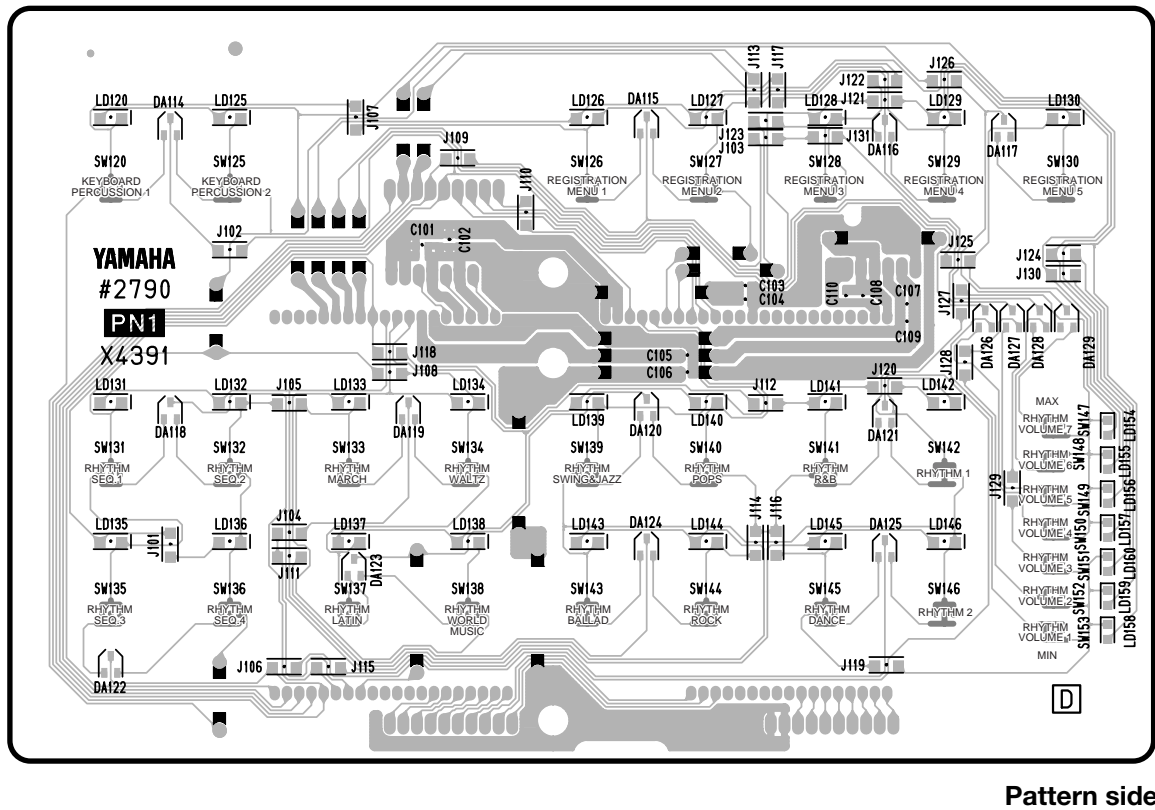 J113
J117
J126
J122
LD120
DA114
LD125
J107
LD126
DA115
LD127
LD128
J121
LD129
LD130
J123
J103
J131
DA116
DA117
J109
SW120
SW125
SW126
SW127
SW128
SW129
SW130
KEYBOARD
PERCUSSION 1
KEYBOARD
PERCUSSION 2
REGISTRATION
MENU 1
REGISTRATION
MENU 2
REGISTRATION
MENU 3
REGISTRATION
MENU 4
REGISTRATION
MENU 5
J110
J102
C101
C102
J125
J124
J130
YAMAHA
#2790
PN1
X4391
C103
C104
C110
C108
C107
C109
J127
DA126
DA127
DA128
DA129
J118
J108
C105
C106
J128
J120
LD131
LD132
J105
LD133
LD134
LD139
LD140
J112
LD141
LD142
DA118
DA119
DA120
DA121
MAX
SW131
SW132
SW133
SW134
SW139
SW140
SW141
SW142
RHYTHM
SEQ.1
RHYTHM
SEQ.2
RHYTHM
MARCH
RHYTHM
WALTZ
RHYTHM
SWING&JAZZ
RHYTHM
POPS
RHYTHM
R&B
RHYTHM 1
RHYTHM
VOLUME 7
SW147
LD154
RHYTHM
VOLUME 6
SW148
LD155
RHYTHM
VOLUME 5
SW149
LD156
RHYTHM
VOLUME 4
SW150
LD157
RHYTHM
VOLUME 3
SW151
LD160
RHYTHM
VOLUME 2
SW152
LD159
RHYTHM
VOLUME 1
SW153
LD158
MIN
J129
LD135
J101
LD136
J104
J111
LD137
DA123
LD138
LD143
DA124
LD144
J114
J116
LD145
DA125
LD146
SW135
SW136
SW137
SW138
SW143
SW144
SW145
SW146
RHYTHM
SEQ.3
RHYTHM
SEQ.4
RHYTHM
LATIN
RHYTHM
WORLD
MUSIC
RHYTHM
BALLAD
RHYTHM
ROCK
RHYTHM
DANCE
RHYTHM 2
DA122
J106
J115
J119
D
Pattern side